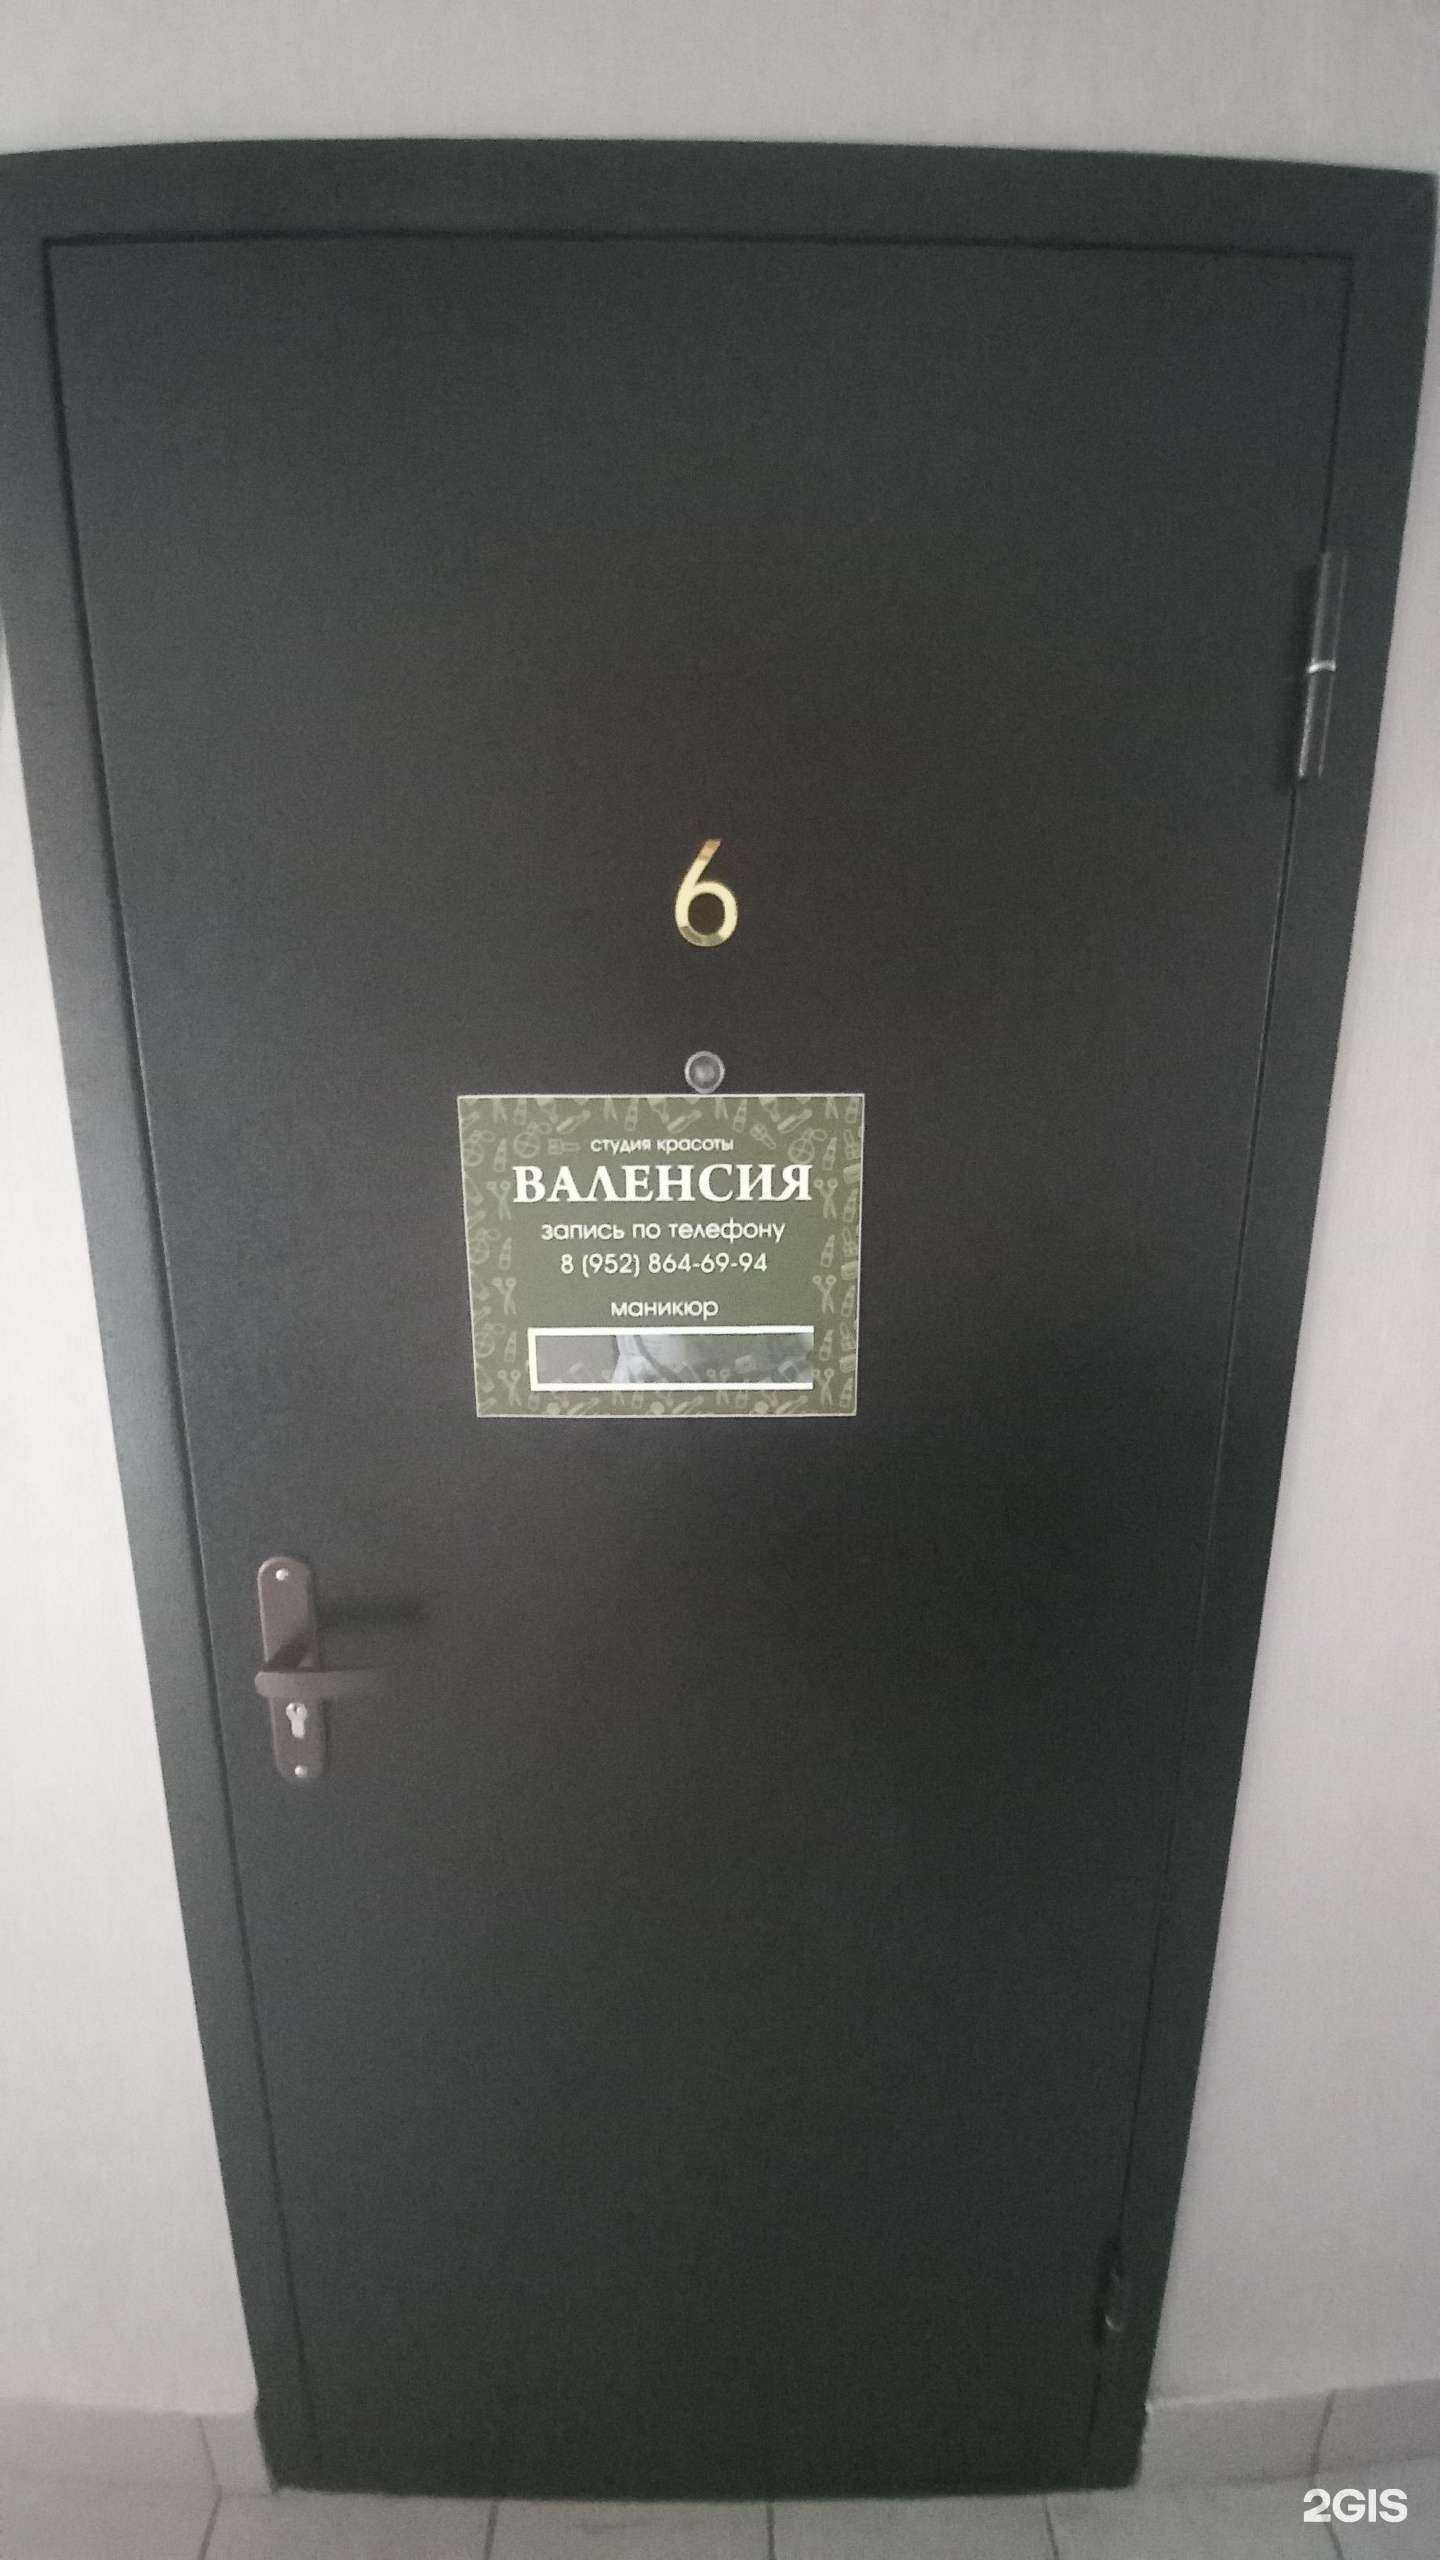 6
студия красоты
ВАЛЕНСИЯ
запись по телефону
8 (952) 864-69-94
маникюр
2GIS